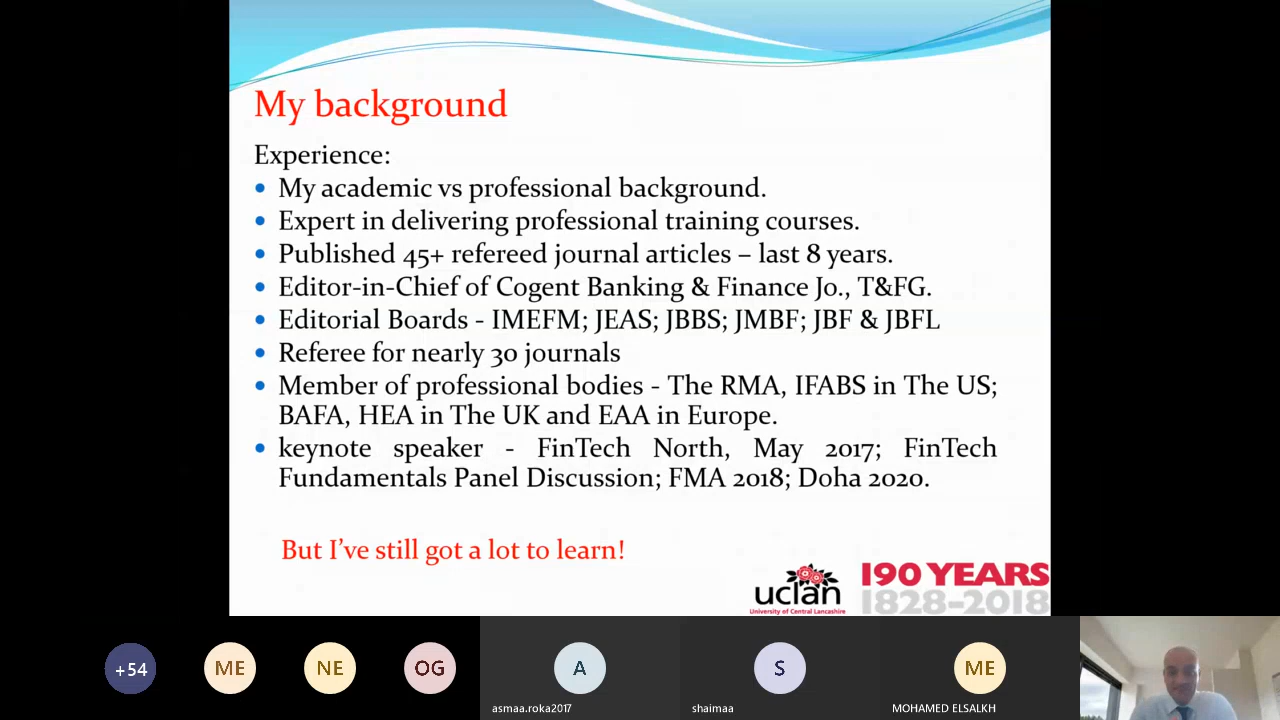 My background
Experience:
My academic vs professional background.
Expert in delivering professional training courses.
Published 45+ refereed journal articles – last 8 years.
Editor-in-Chief of Cogent Banking & Finance Jo., T&FG.
Editorial Boards - IMEFM; JEAS; JBBS; JMBF; JBF & JBFL
Referee for nearly 30 journals
Member of professional bodies - The RMA, IFABS in The US;
BAFA, HEA in The UK and EAA in Europe.
keynote speaker - FinTech North, May 2017; FinTech
Fundamentals Panel Discussion; FMA 2018; Doha 2020.
But I've still got a lot to learn!
uclan
University of Central Lancashire
190 YEARS
1828–2018
+54
ME
NE
OG
A
S
ME
asmaa.roka2017
shaimaa
MOHAMED ELSALKH